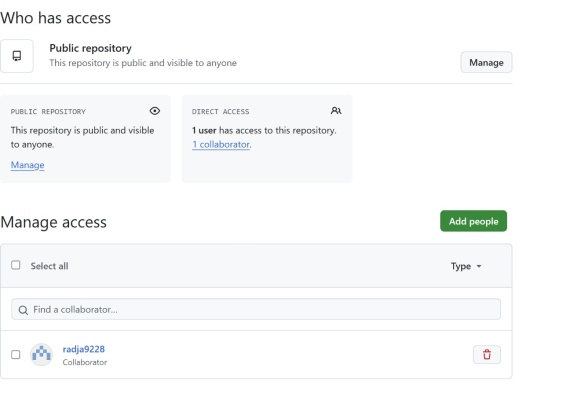 Who has access
Public repository
This repository is public and visible to anyone
Manage
PUBLIC REPOSITORY
This repository is public and visible
to anyone.
Manage
DIRECT ACCESS
1 user has access to this repository.
1 collaborator.
Manage access
Add people
Select all
Type
Find a collaborator...
radja9228
Collaborator